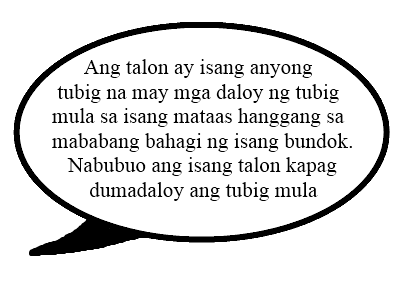 Ang talon ay isang anyong
tubig na may mga daloy ng tubig
mula sa isang mataas hanggang sa
mababang bahagi ng isang bundok.
Nabubuo ang isang talon kapag
dumadaloy ang tubig mula